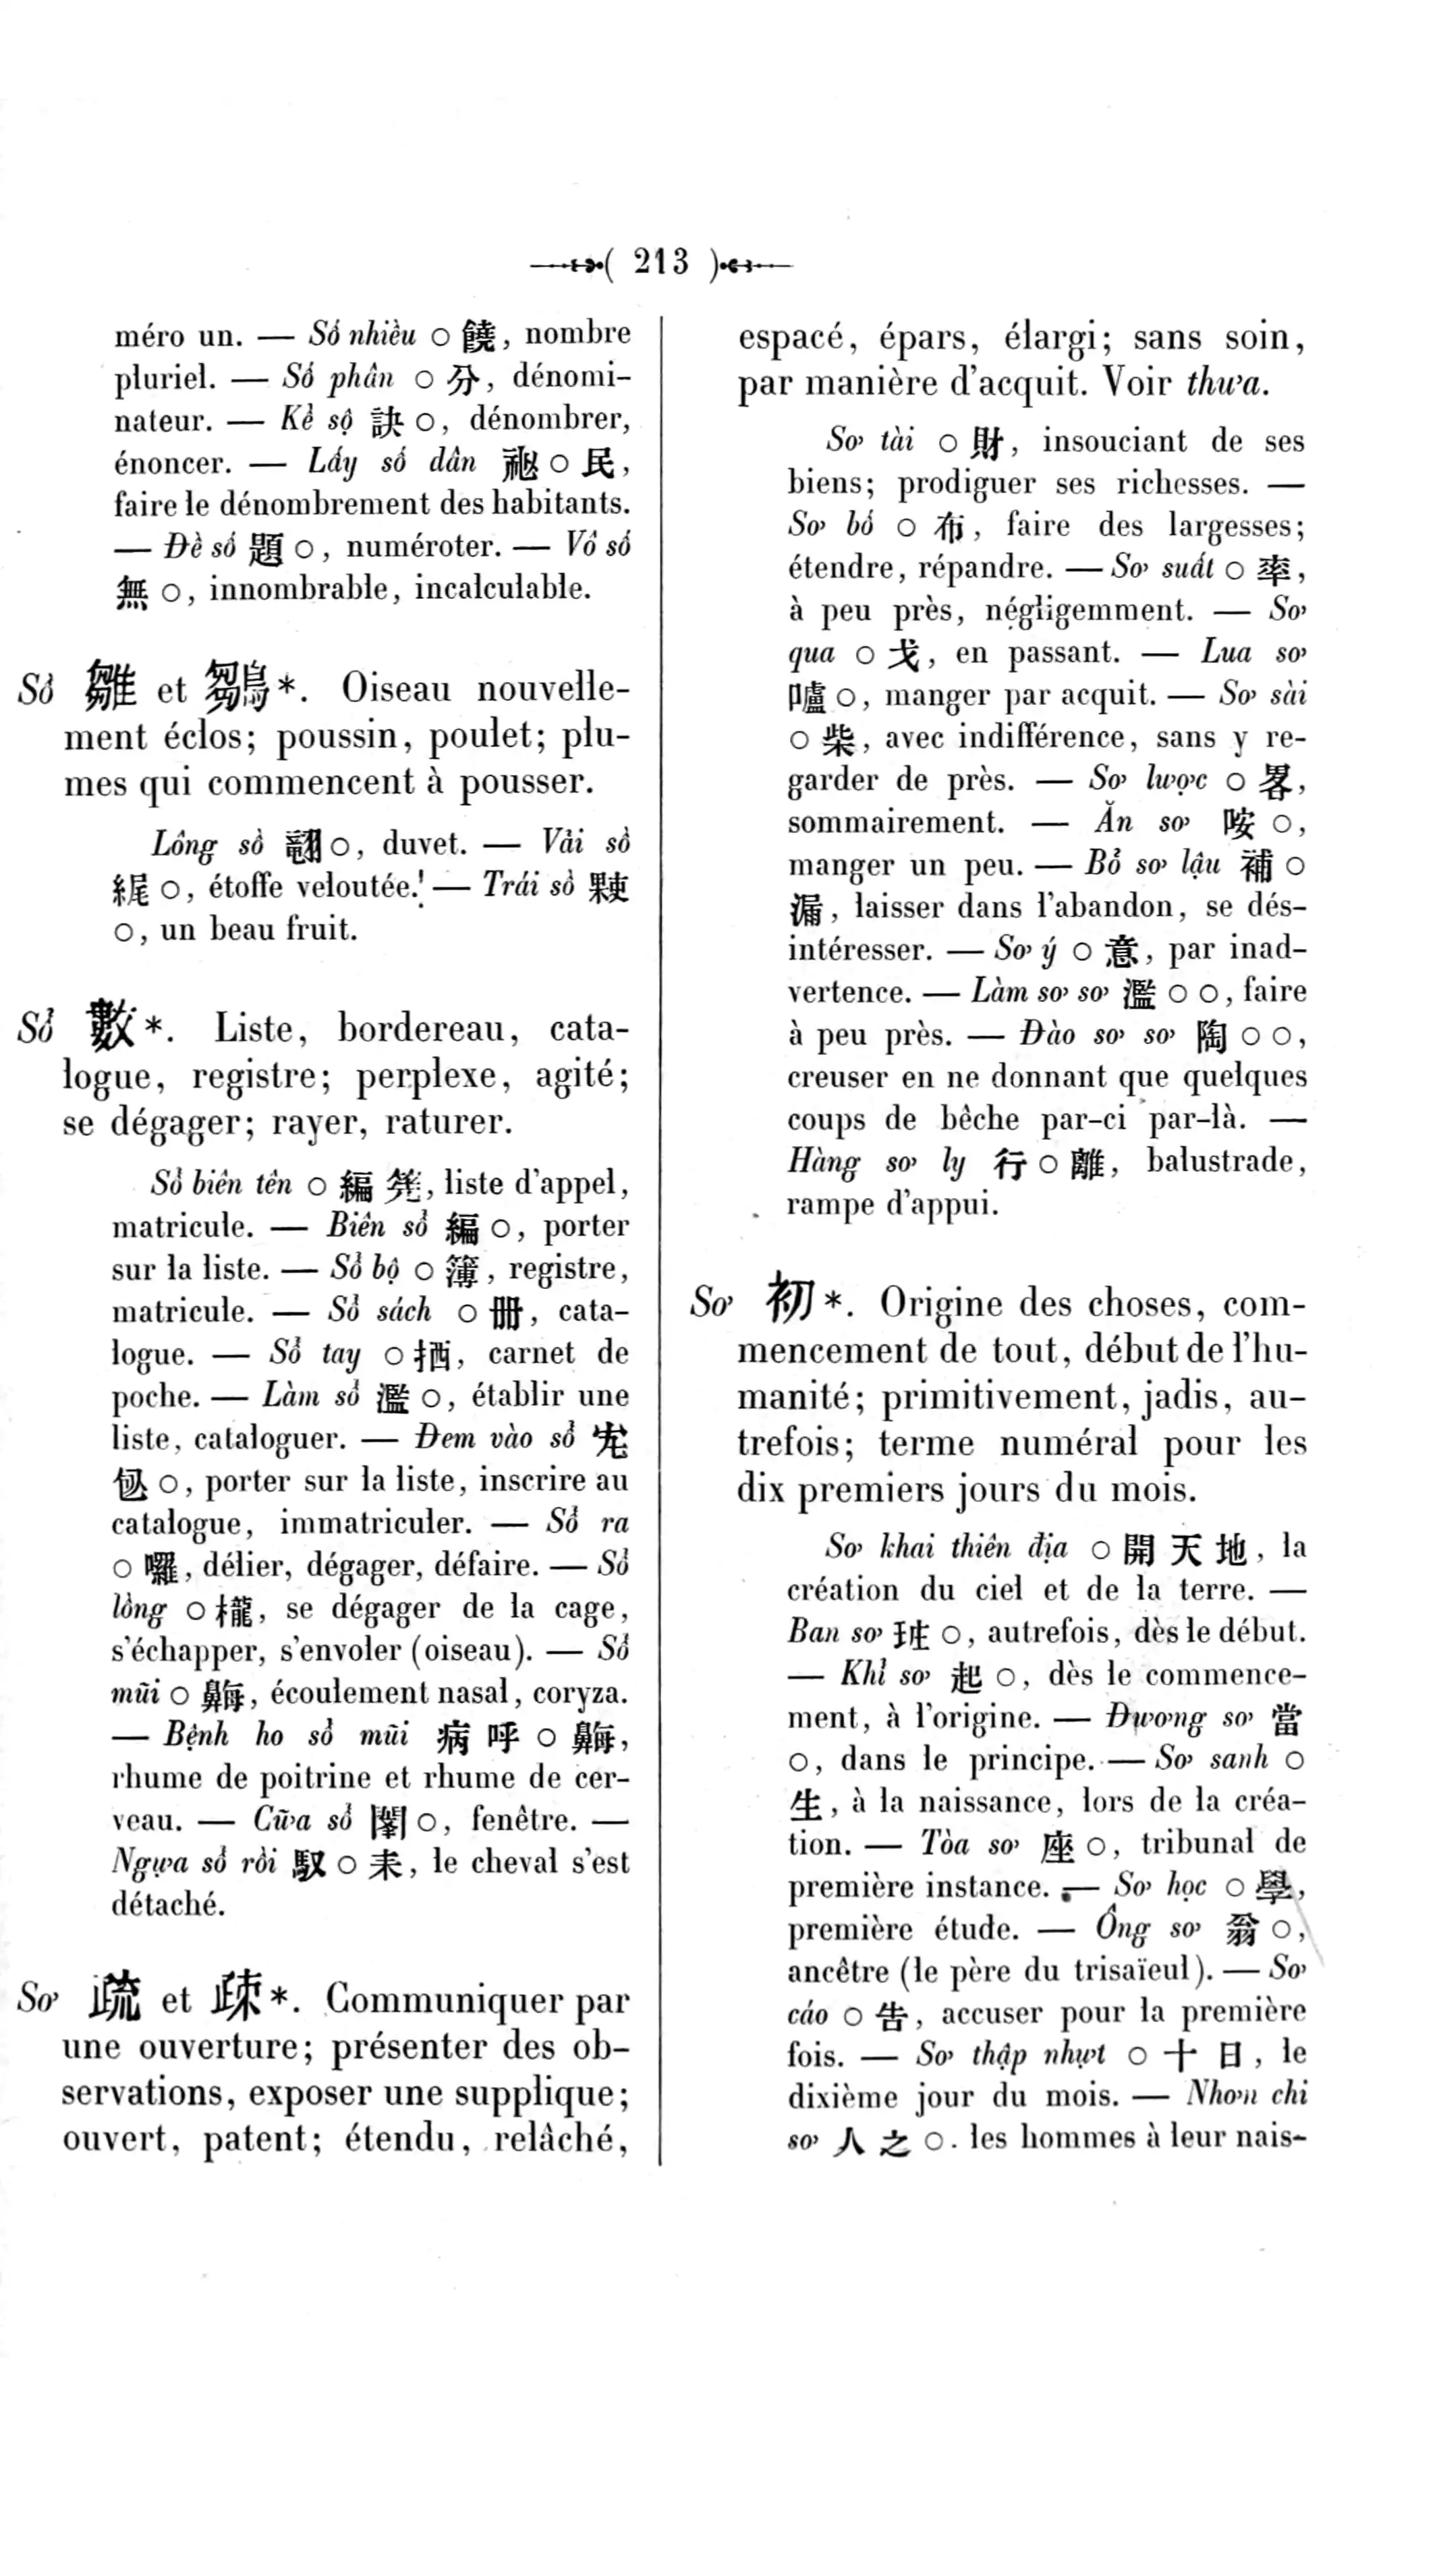 ( 213 )
méro un. — Số nhiều ○ 饒, nombre
pluriel. — Số phân ○ 分, dénomi-
nateur. — Kể sộ 訣 ○, dénombrer,
énoncer. — Lấy số dân 𥙩 ○ 民,
faire le dénombrement des habitants.
— Đề số 題 ○, numéroter. — Vô số
無 ○, innombrable, incalculable.
Sồ 雛 et 鶵*. Oiseau nouvelle-
ment éclos; poussin, poulet; plu-
mes qui commencent à pousser.
Lông sồ ○, duvet. — Vải sồ
䋦 ○, étoffe veloutée. — Trái sồ
○, un beau fruit.
Sổ 數*. Liste, bordereau, cata-
logue, registre; perplexe, agité;
se dégager; rayer, raturer.
Sổ biên tên ○ 編 筅, liste d'appel,
matricule. — Biên sổ 編 ○, porter
sur la liste. — Sổ bộ ○ 簿, registre,
matricule. — Sổ sách ○ 冊, cata-
logue. — Sổ tay ○ 拪, carnet de
poche. — Làm sổ 濫 ○, établir une
liste, cataloguer. — Đem vào sổ
○, porter sur la liste, inscrire au
catalogue, immatriculer. — Sổ ra
○ 囉, délier, dégager, défaire. — Sổ
lồng ○ 櫳, se dégager de la cage,
s'échapper, s'envoler (oiseau). — Sổ
mũi ○, écoulement nasal, coryza.
— Bệnh ho sổ mũi 病 呼 ○,
rhume de poitrine et rhume de cer-
veau. — Cữa sổ ○, fenêtre. —
Ngựa sổ rồi 馭 ○ 耒, le cheval s'est
détaché.
Sơ 疏 et 疎*. Communiquer par
une ouverture; présenter des ob-
servations, exposer une supplique;
ouvert, patent; étendu, relâché,
espacé, épars, élargi; sans soin,
par manière d'acquit. Voir thưa.
Sơ tài ○ 財, insouciant de ses
biens; prodiguer ses richesses. —
Sơ bố ○ 布, faire des largesses;
étendre, répandre. — Sơ suất ○ 率,
à peu près, négligemment. — Sơ
qua ○ 戈, en passant. — Lua sơ
嚧 ○, manger par acquit. — Sơ sài
○ 柴, avec indifférence, sans y re-
garder de près. — Sơ lược ○ 畧,
sommairement. — Ăn sơ 咹 ○,
manger un peu. — Bổ sơ lậu 補 ○
漏, laisser dans l'abandon, se dés-
intéresser. — Sơ ý ○ 意, par inad-
vertence. — Làm sơ sơ 濫 ○ ○, faire
à peu près. — Đào sơ sơ 陶 ○ ○,
creuser en ne donnant que quelques
coups de bêche par-ci par-là. —
Hàng sơ ly 行 ○ 離, balustrade,
rampe d'appui.
Sơ 初*. Origine des choses, com-
mencement de tout, début de l'hu-
manité; primitivement, jadis, au-
trefois; terme numéral pour les
dix premiers jours du mois.
Sơ khai thiên địa ○ 開 天 地, la
création du ciel et de la terre. —
Ban sơ ○, autrefois, dès le début.
— Khỉ sơ 起 ○, dès le commence-
ment, à l'origine. — Đương sơ 當
○, dans le principe. — Sơ sanh ○
生, à la naissance, lors de la créa-
tion. — Tòa sơ 座 ○, tribunal de
première instance. — Sơ học ○ 學,
première étude. — Ông sơ 翁 ○,
ancêtre (le père du trisaïeul). — Sơ
cáo ○ 告, accuser pour la première
fois. — Sơ thập nhựt ○ 十 日, le
dixième jour du mois. — Nhơn chi
sơ 人 之 ○. les hommes à leur nais-